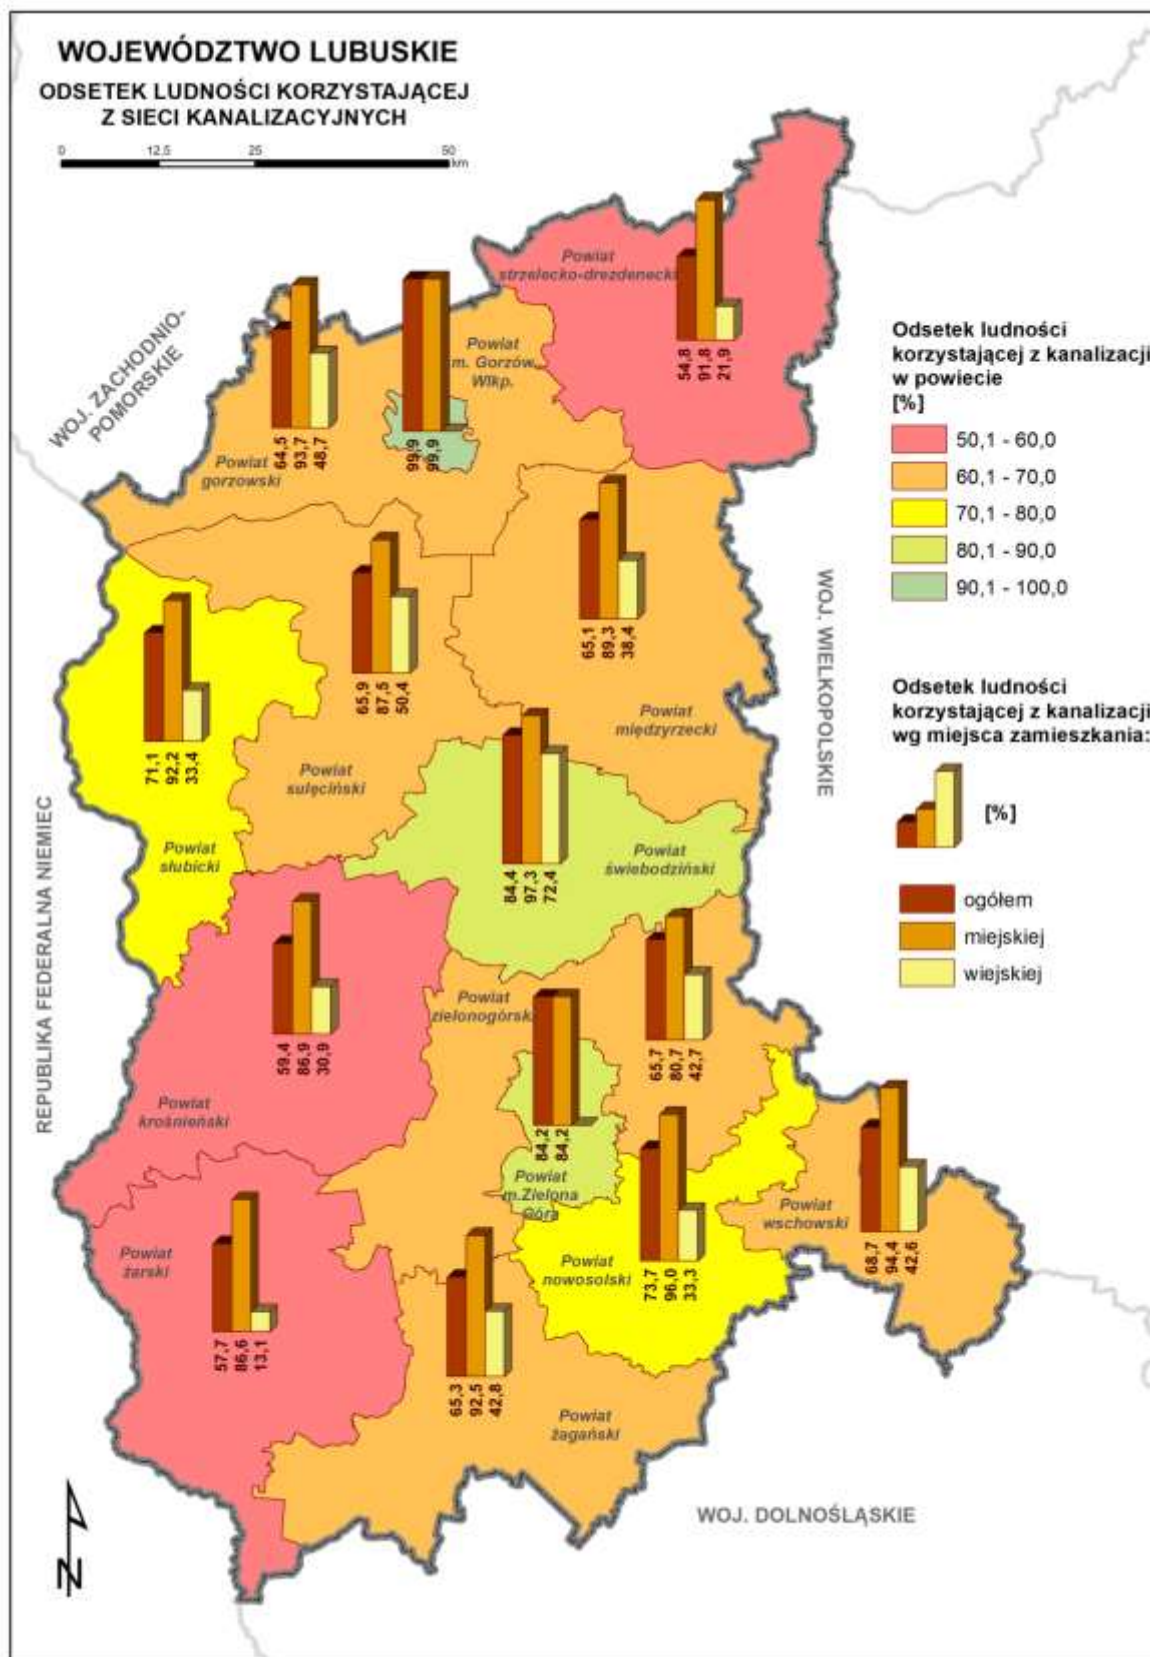 WOJEWÓDZTWO LUBUSKIE
ODSETEK LUDNOŚCI KORZYSTAJĄCEJ
Z SIECI KANALIZACYJNYCH
0 12,5 25 50
km
WOJ. ZACHODNIO-
POMORSKIE
Powiat
strzelecko-drezdenecki
54,8
91,8
21,9
Powiat
m. Gorzów
Wlkp.
99,9
99,9
64,5
93,7
48,7
Powiat
gorzowski
65,1
89,3
38,4
Powiat
międzyrzecki
65,9
87,5
50,4
Powiat
sulęciński
71,1
92,2
33,4
Powiat
słubicki
84,4
97,3
72,4
Powiat
świebodziński
59,4
86,9
30,9
Powiat
krośnieński
Powiat
zielonogórski
65,7
80,7
42,7
84,2
84,2
Powiat
m.Zielona
Góra
73,7
96,0
33,3
Powiat
nowosolski
68,7
94,4
42,6
Powiat
wschowski
57,7
86,6
13,1
Powiat
żarski
65,3
92,5
42,8
Powiat
żagański
REPUBLIKA FEDERALNA NIEMIEC
WOJ. WIELKOPOLSKIE
WOJ. DOLNOŚLĄSKIE
N
Odsetek ludności
korzystającej z kanalizacji
w powiecie
[%]
50,1 - 60,0
60,1 - 70,0
70,1 - 80,0
80,1 - 90,0
90,1 - 100,0
Odsetek ludności
korzystającej z kanalizacji
wg miejsca zamieszkania:
[%]
ogółem
miejskiej
wiejskiej